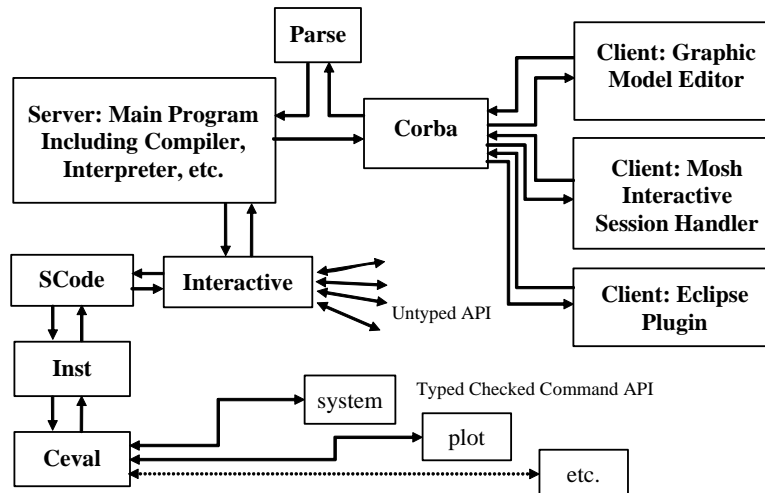 Parse
Client: Graphic
Model Editor
Server: Main Program
Including Compiler,
Interpreter, etc.
Corba
Client: Mosh
Interactive
Session Handler
SCode
Interactive
Untyped API
Client: Eclipse
Plugin
Inst
system
Typed Checked Command API
plot
Ceval
etc.